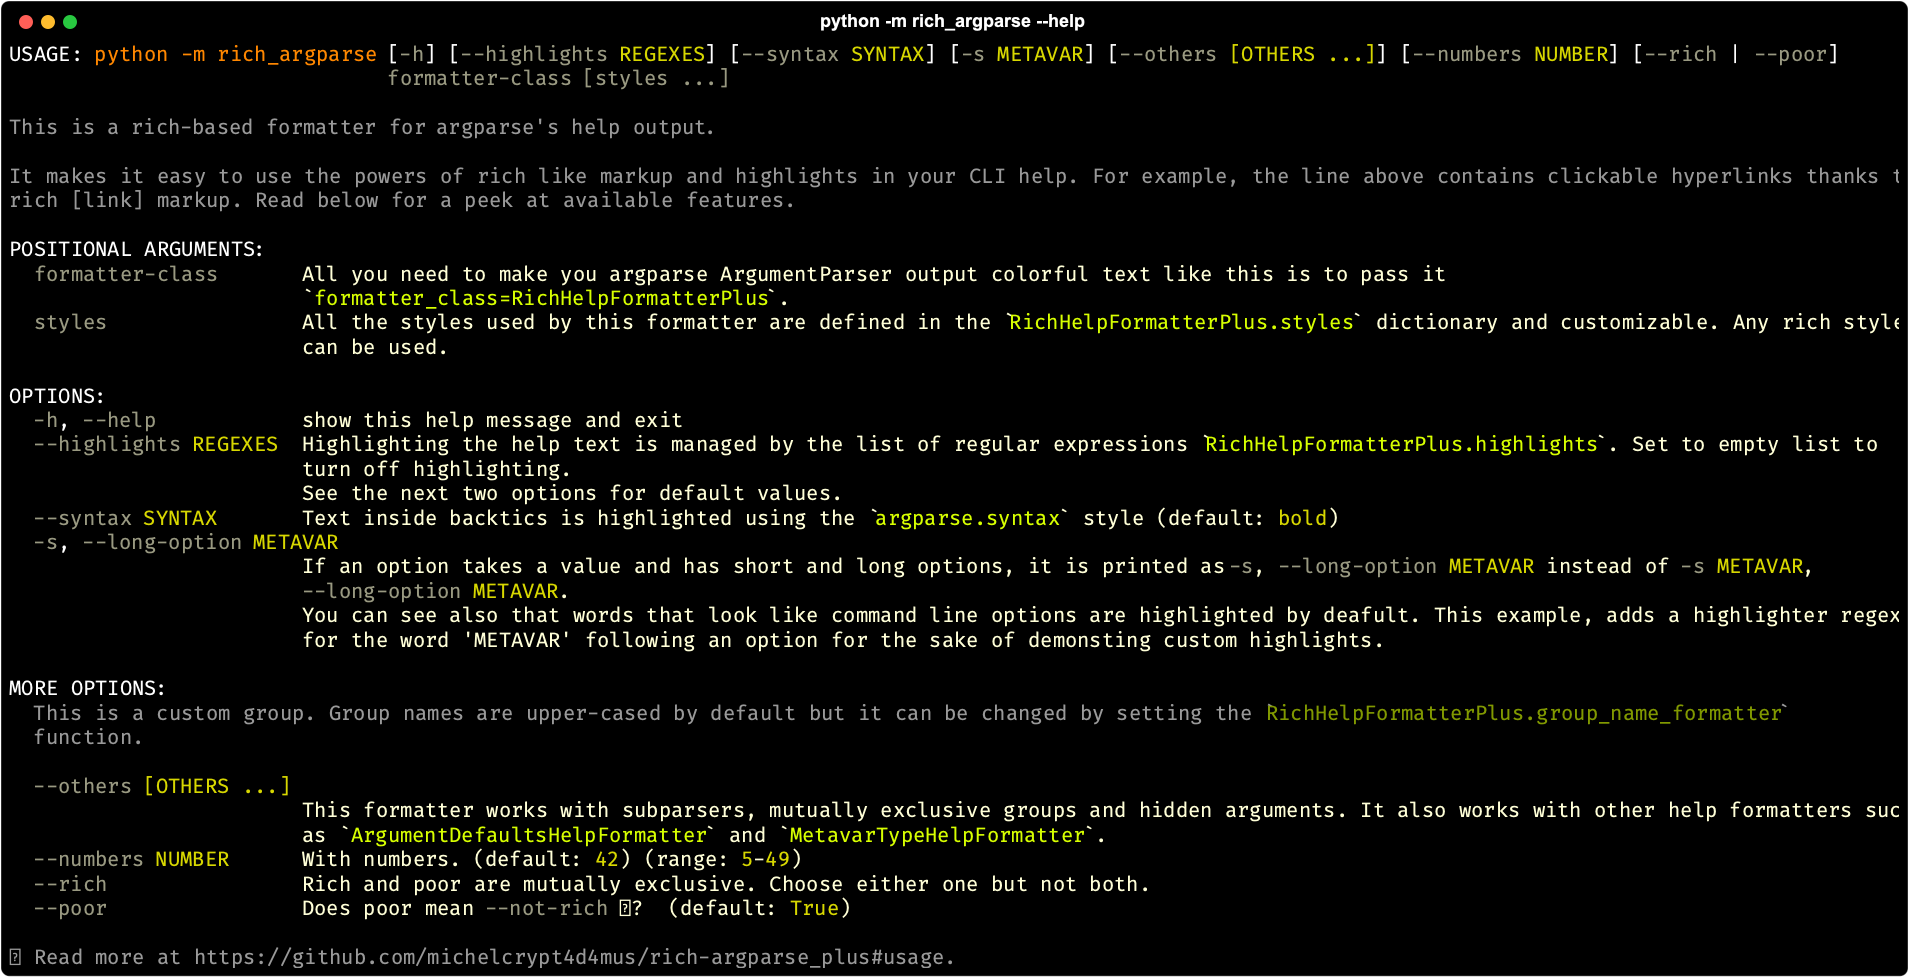 python -m rich_argparse --help
USAGE: python -m rich_argparse [-h] [--highlights REGEXES] [--syntax SYNTAX] [-s METAVAR] [--others [OTHERS ...]] [--numbers NUMBER] [--rich | --poor]
formatter-class [styles ...]
This is a rich-based formatter for argparse's help output.
It makes it easy to use the powers of rich like markup and highlights in your CLI help. For example, the line above contains clickable hyperlinks thanks t
rich [link] markup. Read below for a peek at available features.
POSITIONAL ARGUMENTS:
formatter-class All you need to make you argparse ArgumentParser output colorful text like this is to pass it
`formatter_class=RichHelpFormatterPlus`.
styles All the styles used by this formatter are defined in the `RichHelpFormatterPlus.styles` dictionary and customizable. Any rich style
can be used.
OPTIONS:
-h, --help show this help message and exit
--highlights REGEXES Highlighting the help text is managed by the list of regular expressions `RichHelpFormatterPlus.highlights`. Set to empty list to
turn off highlighting.
See the next two options for default values.
--syntax SYNTAX Text inside backtics is highlighted using the `argparse.syntax` style (default: bold)
-s, --long-option METAVAR
If an option takes a value and has short and long options, it is printed as -s, --long-option METAVAR instead of -s METAVAR,
--long-option METAVAR.
You can see also that words that look like command line options are highlighted by deafult. This example, adds a highlighter regex
for the word 'METAVAR' following an option for the sake of demonsting custom highlights.
MORE OPTIONS:
This is a custom group. Group names are upper-cased by default but it can be changed by setting the `RichHelpFormatterPlus.group_name_formatter`
function.
--others [OTHERS ...]
This formatter works with subparsers, mutually exclusive groups and hidden arguments. It also works with other help formatters suc
as `ArgumentDefaultsHelpFormatter` and `MetavarTypeHelpFormatter`.
--numbers NUMBER With numbers. (default: 42) (range: 5-49)
--rich Rich and poor are mutually exclusive. Choose either one but not both.
--poor Does poor mean --not-rich ? (default: True)
Read more at https://github.com/michelcrypt4d4mus/rich-argparse_plus#usage.